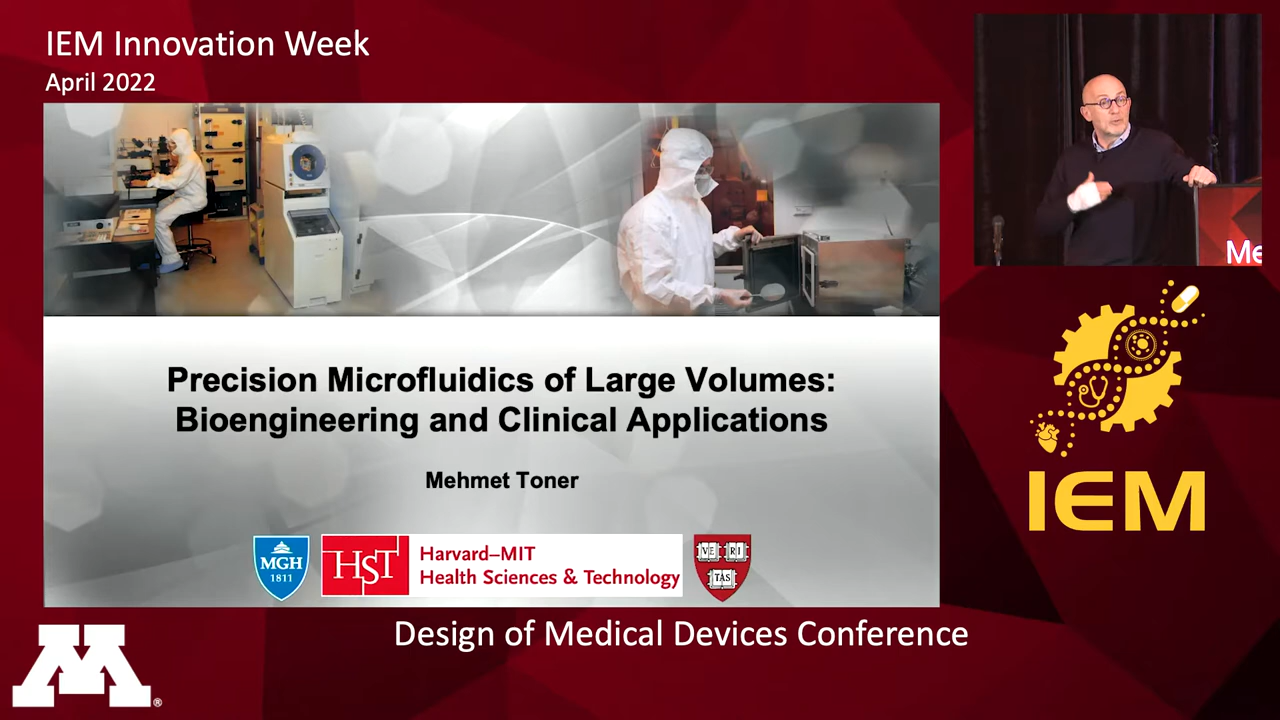 IEM Innovation Week
April 2022
Me
Precision Microfluidics of Large Volumes:
Bioengineering and Clinical Applications
Mehmet Toner
MGH
1811
HST
Harvard–MIT
Health Sciences & Technology
VE RI
TAS
IEM
Design of Medical Devices Conference
M®